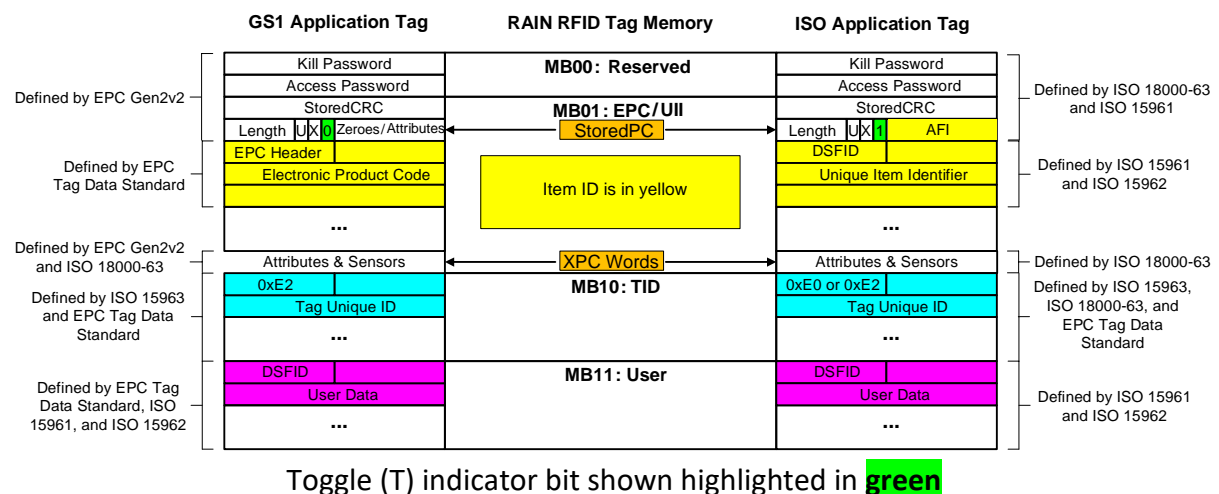 GS1 Application Tag RAIN RFID Tag Memory ISO Application Tag
Kill Password MB00: Reserved Kill Password
Access Password Access Password
Defined by EPC Gen2v2
Defined by ISO 18000-63
and ISO 15961
StoredCRC MB01: EPC/UII StoredCRC
Length U X 0 Zeroes/Attributes StoredPC Length U X 1 AFI
EPC Header DSFID
Defined by EPC
Tag Data Standard
Electronic Product Code Item ID is in yellow Unique Item Identifier
Defined by ISO 15961
and ISO 15962
... ...
Defined by EPC Gen2v2
and ISO 18000-63
Attributes & Sensors XPC Words Attributes & Sensors
Defined by ISO 18000-63
0xE2 MB10: TID 0xE0 or 0xE2
Defined by ISO 15963
and EPC Tag Data
Standard
Tag Unique ID Tag Unique ID
Defined by ISO 15963,
ISO 18000-63, and
EPC Tag Data
Standard
... ...
DSFID MB11: User DSFID
Defined by EPC Tag
Data Standard, ISO
15961, and ISO 15962
User Data User Data
Defined by ISO 15961
and ISO 15962
... ...
Toggle (T) indicator bit shown highlighted in green